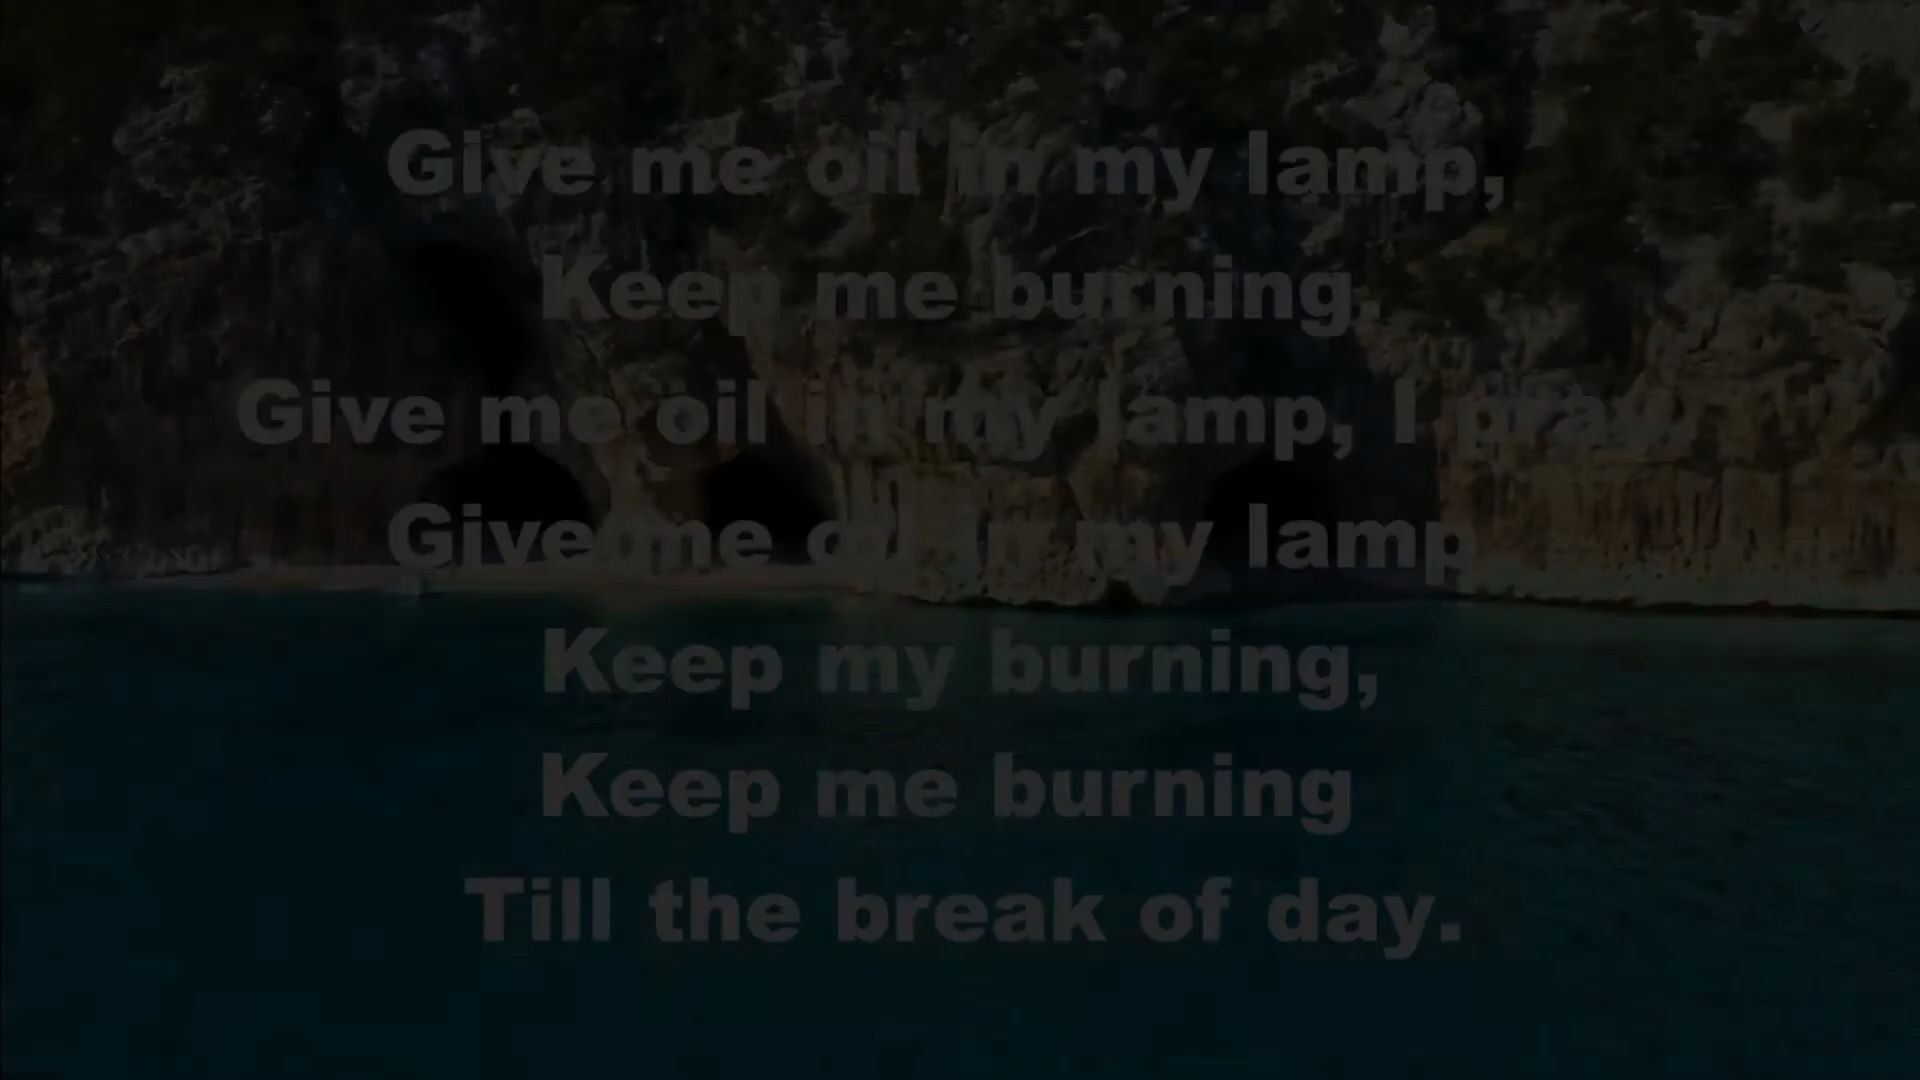 Give me oil in my lamp,
Keep me burning.
Give me oil in my lamp, I pray.
Give me oil in my lamp
Keep my burning,
Keep me burning
Till the break of day.